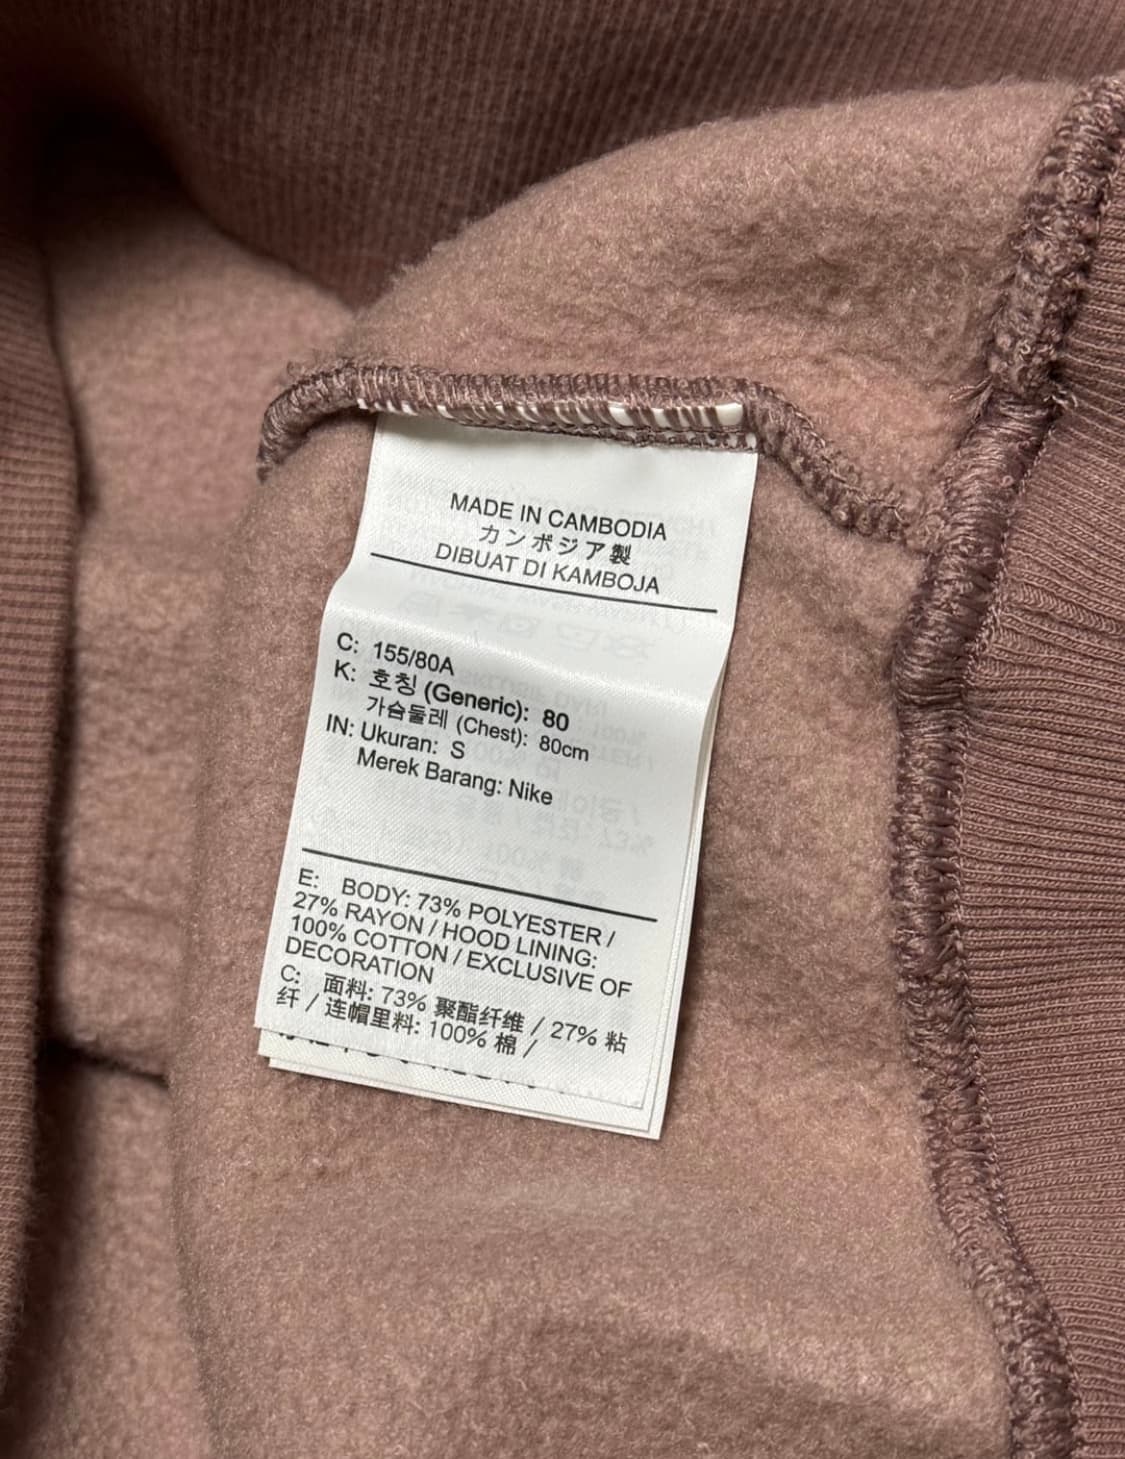 MADE IN CAMBODIA
カンボジア製
DIBUAT DI KAMBOJA
C: 155/80A
K: 호칭 (Generic): 80
가슴둘레 (Chest): 80cm
IN: Ukuran: S
Merek Barang: Nike
E: BODY: 73% POLYESTER /
27% RAYON / HOOD LINING:
100% COTTON / EXCLUSIVE OF
DECORATION
C: 面料: 73% 聚酯纤维 / 27% 粘
纤 / 连帽里料: 100% 棉 /